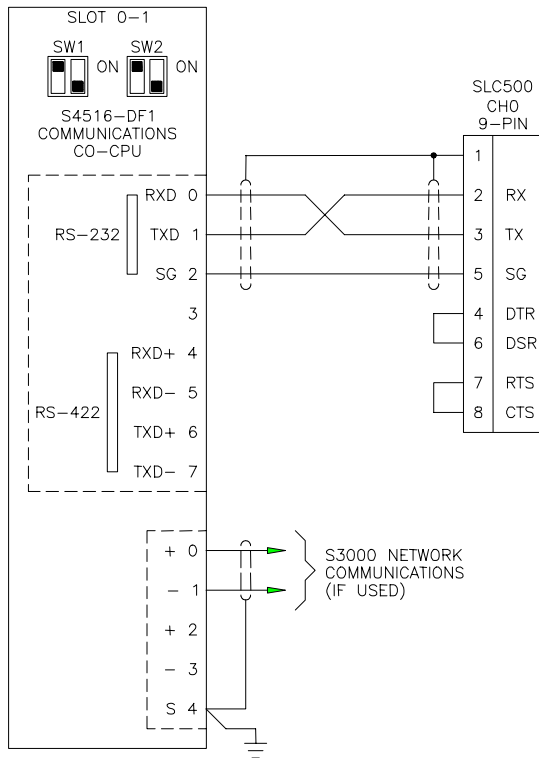 SLOT 0-1
SW1 SW2
ON ON
S4516-DF1
COMMUNICATIONS
CO-CPU
RS-232
RXD 0
TXD 1
SG 2
3
RS-422
RXD+ 4
RXD- 5
TXD+ 6
TXD- 7
+ 0
- 1
+ 2
- 3
S 4
S3000 NETWORK
COMMUNICATIONS
(IF USED)
SLC500
CH0
9-PIN
1
2 RX
3 TX
5 SG
4 DTR
6 DSR
7 RTS
8 CTS